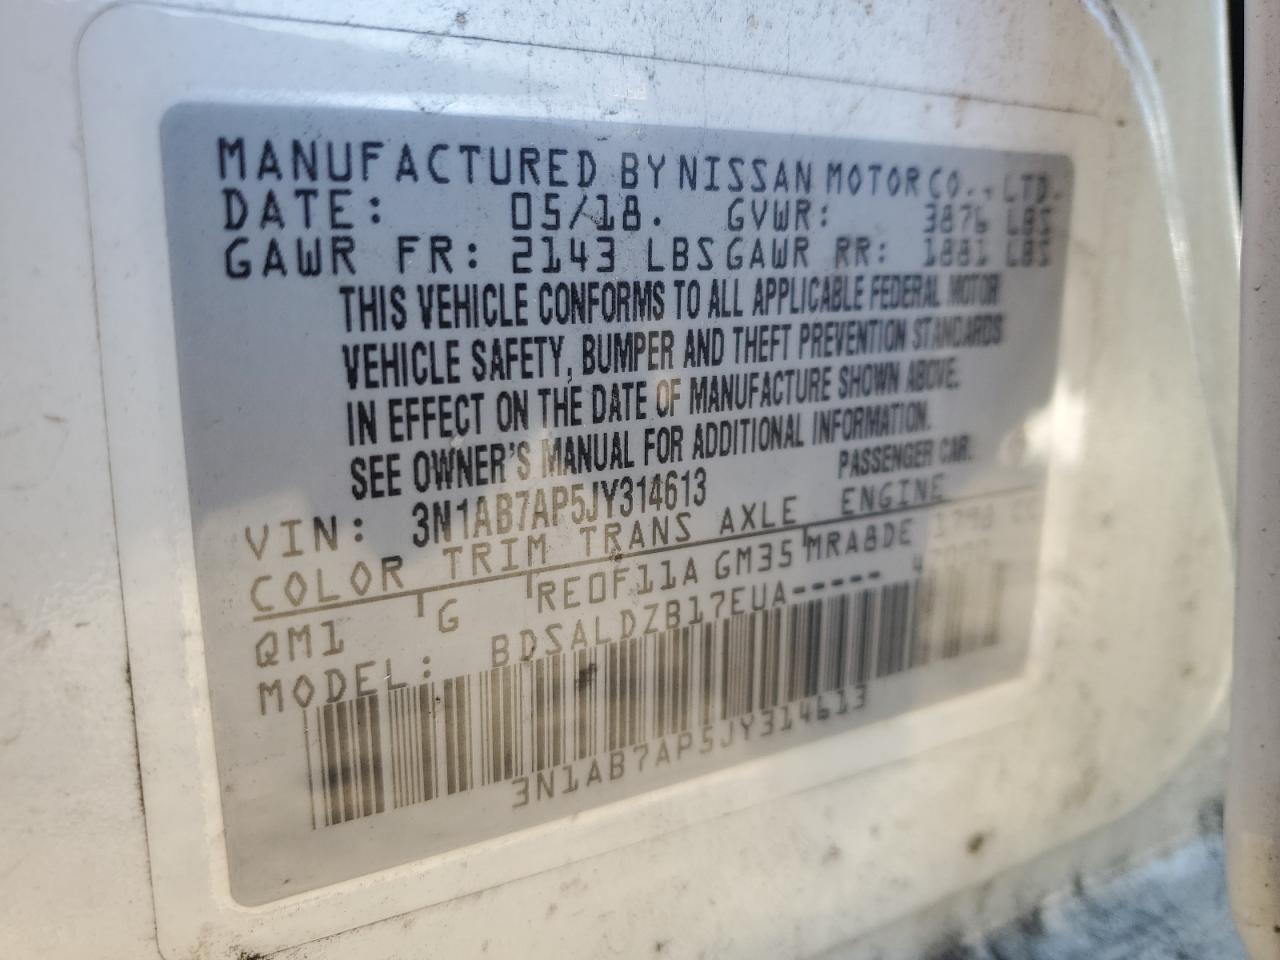 MANUFACTURED BY NISSAN MOTOR CO., LTD.
DATE: 05/18. GVWR: 3876 LBS
GAWR FR: 2143 LBS GAWR RR: 1881 LBS
THIS VEHICLE CONFORMS TO ALL APPLICABLE FEDERAL MOTOR
VEHICLE SAFETY, BUMPER AND THEFT PREVENTION STANDARDS
IN EFFECT ON THE DATE OF MANUFACTURE SHOWN ABOVE.
SEE OWNER'S MANUAL FOR ADDITIONAL INFORMATION.
VIN: 3N1AB7AP5JY314613 PASSENGER CAR.
COLOR TRIM TRANS AXLE ENGINE
QM1 G RE0F11A GM35 MRA8DE 1798
MODEL: BDSALDZB17EUA-----
3N1AB7AP5JY314613